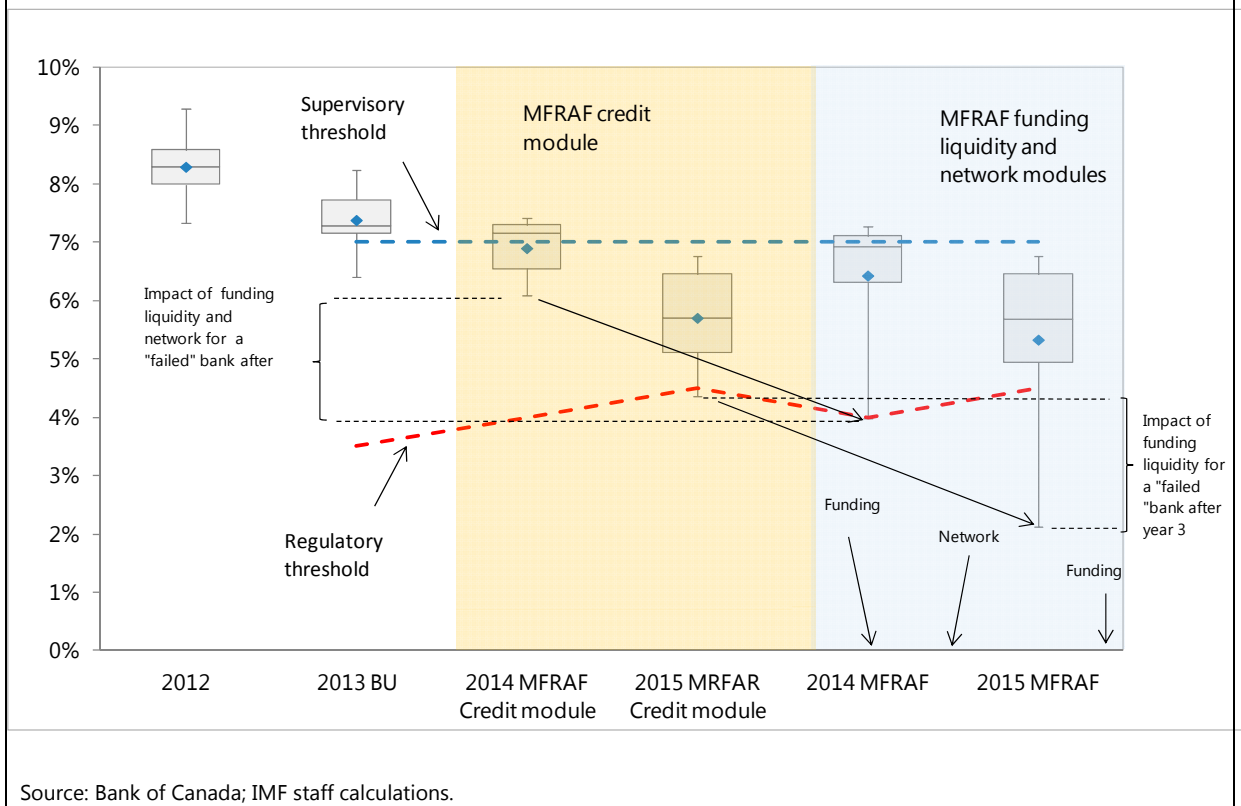 10%
9%
8%
7%
6%
5%
4%
3%
2%
1%
0%
Supervisory
threshold
MFRAF credit
module
MFRAF funding
liquidity and
network modules
Impact of funding
liquidity and
network for a
"failed" bank after
Regulatory
threshold
Funding
Network
Funding
Impact of
funding
liquidity for
a "failed
"bank after
year 3
2012
2013 BU
2014 MFRAF
Credit module
2015 MRFAR
Credit module
2014 MFRAF
2015 MFRAF
Source: Bank of Canada; IMF staff calculations.